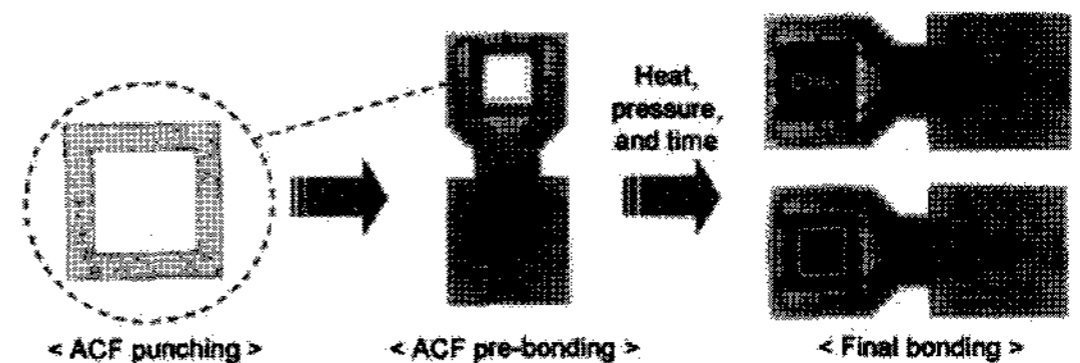 Heat,
pressure,
and time
< ACF punching >
< ACF pre-bonding >
< Final bonding >